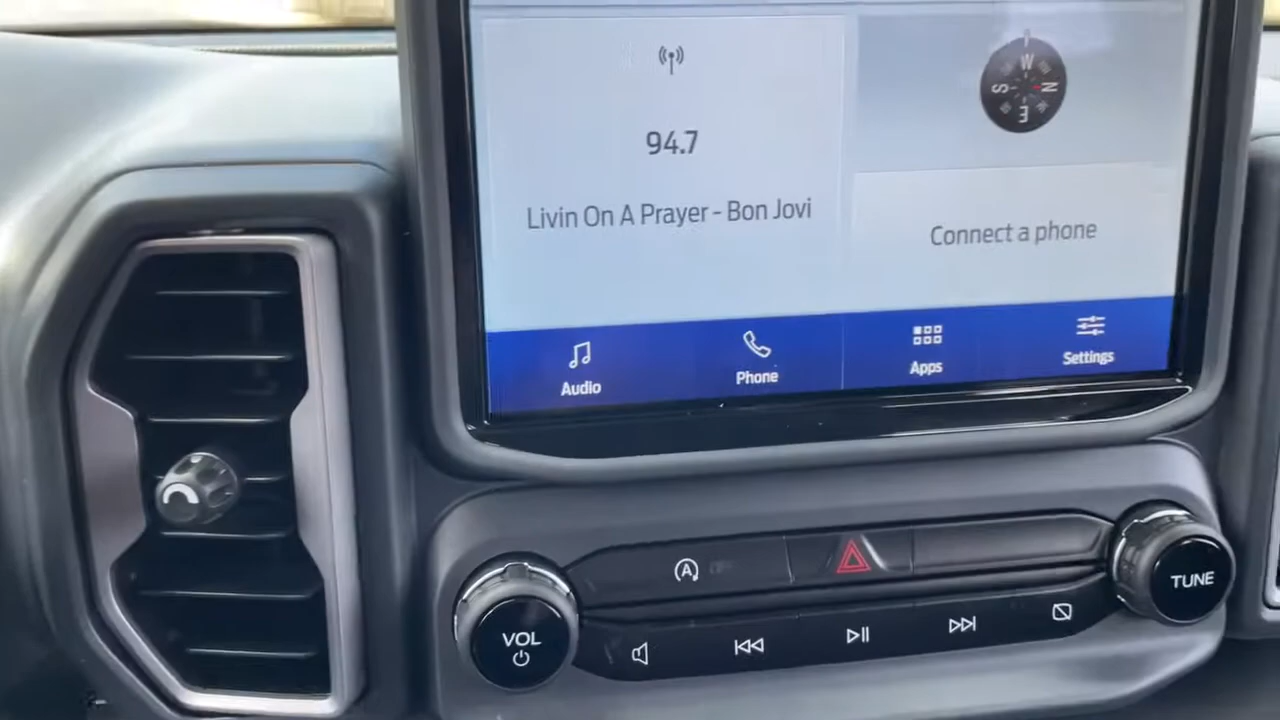 94.7
Livin On A Prayer - Bon Jovi
W
S
N
E
Connect a phone
Audio
Phone
Apps
Settings
A
VOL
TUNE